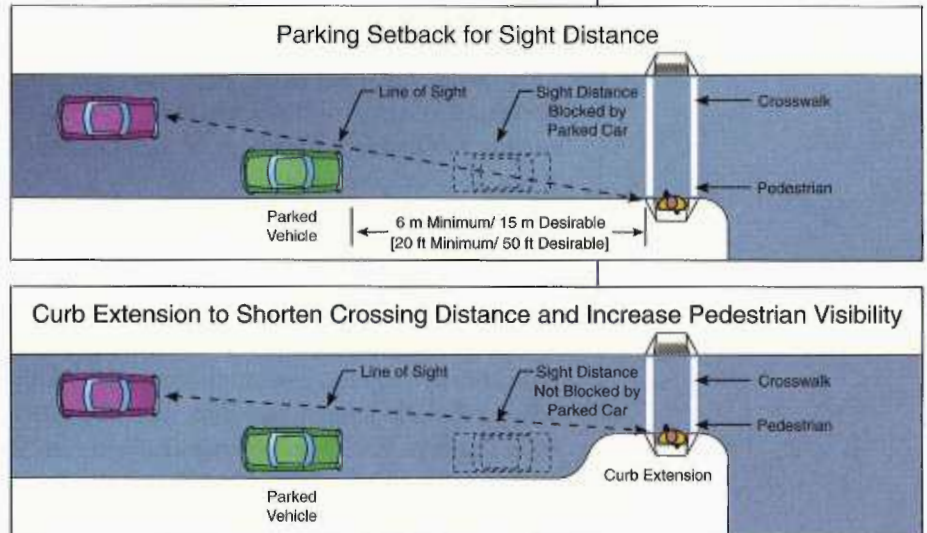 Parking Setback for Sight Distance
Line of Sight
Sight Distance
Blocked by
Parked Car
Crosswalk
Pedestrian
Parked
Vehicle
6 m Minimum/ 15 m Desirable
[20 ft Minimum/ 50 ft Desirable]
Curb Extension to Shorten Crossing Distance and Increase Pedestrian Visibility
Line of Sight
Sight Distance
Not Blocked by
Parked Car
Crosswalk
Pedestrian
Curb Extension
Parked
Vehicle